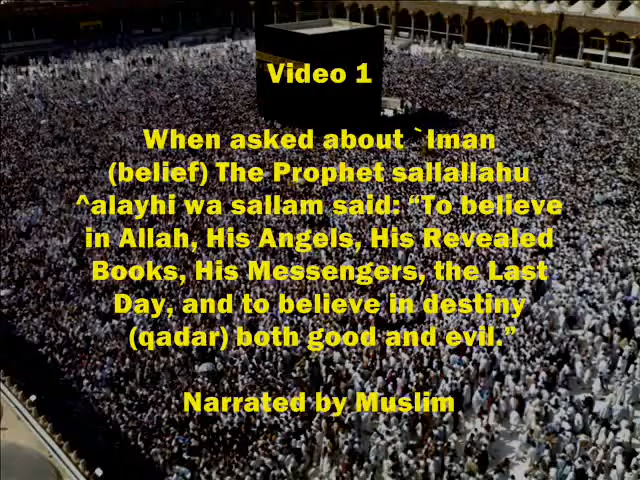 Video 1
When asked about `Iman
(belief) The Prophet sallallahu
^alayhi wa sallam said: “To believe
in Allah, His Angels, His Revealed
Books, His Messengers, the Last
Day, and to believe in destiny
(qadar) both good and evil.”
Narrated by Muslim